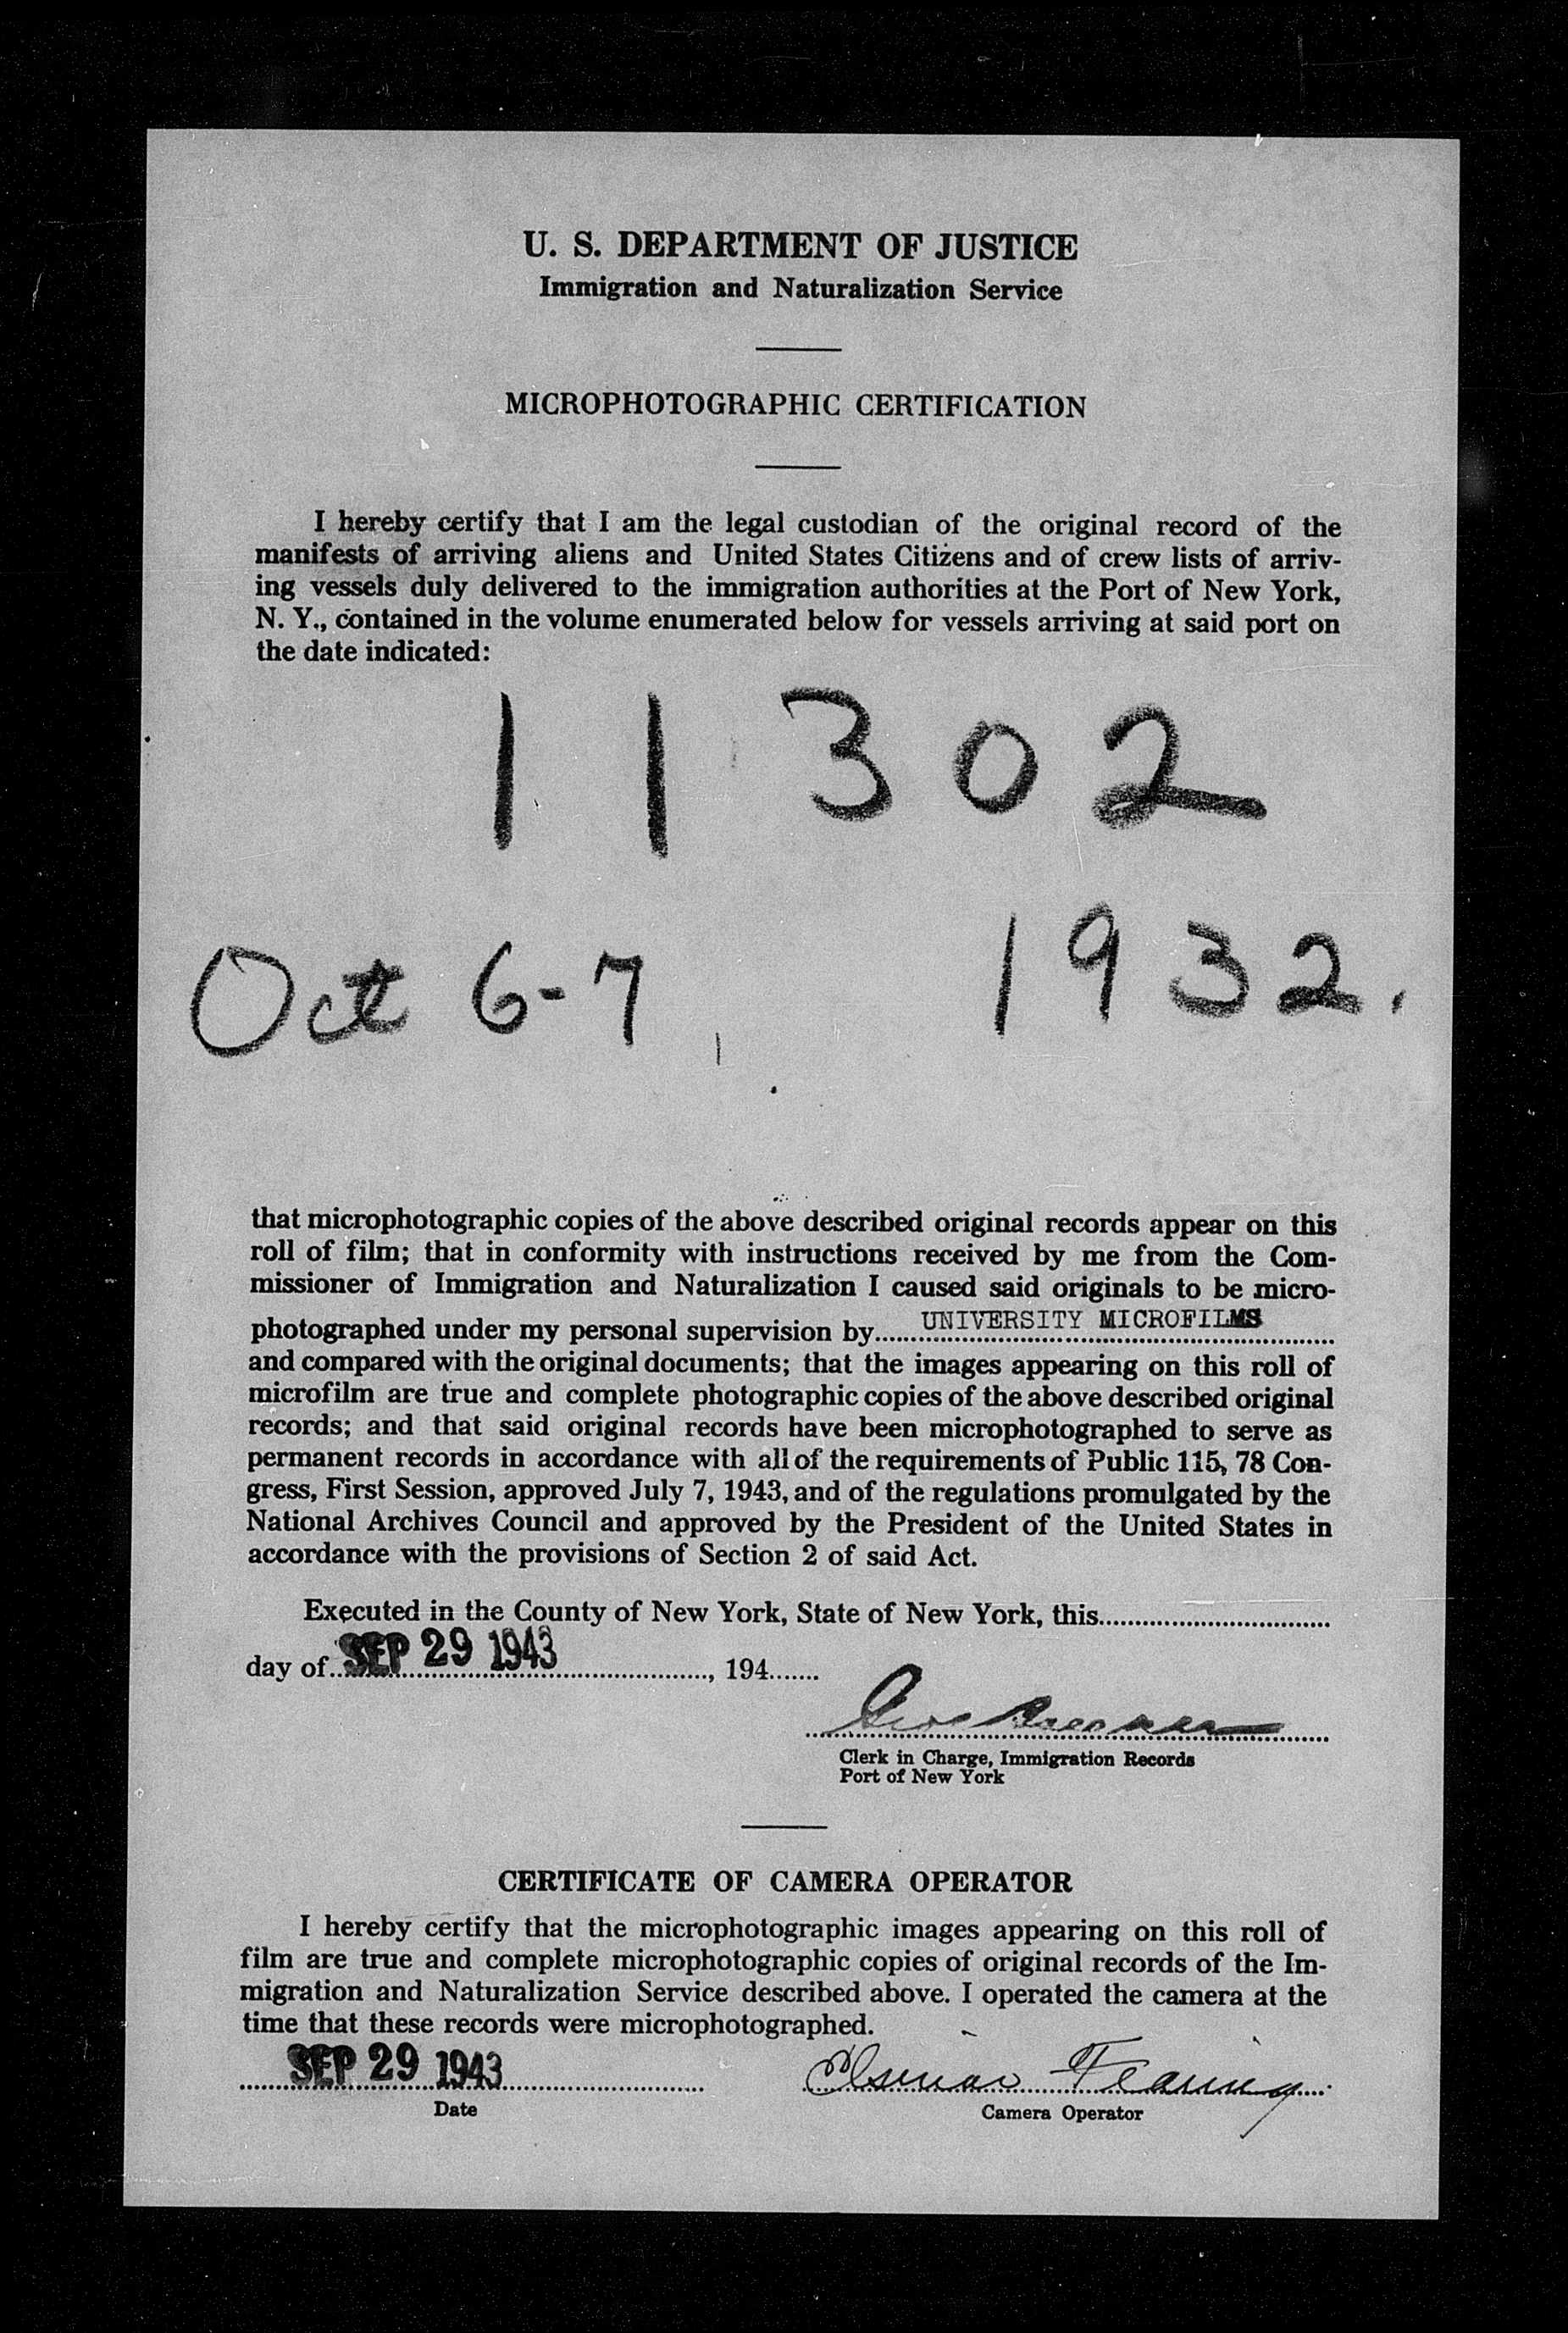 U. S. DEPARTMENT OF JUSTICE
Immigration and Naturalization Service
MICROPHOTOGRAPHIC CERTIFICATION
I hereby certify that I am the legal custodian of the original record of the
manifests of arriving aliens and United States Citizens and of crew lists of arriv-
ing vessels duly delivered to the immigration authorities at the Port of New York,
N. Y., contained in the volume enumerated below for vessels arriving at said port on
the date indicated:
11302
Oct 6-7, 1932.
that microphotographic copies of the above described original records appear on this
roll of film; that in conformity with instructions received by me from the Com-
missioner of Immigration and Naturalization I caused said originals to be micro-
photographed under my personal supervision by UNIVERSITY MICROFILMS
and compared with the original documents; that the images appearing on this roll of
microfilm are true and complete photographic copies of the above described original
records; and that said original records have been microphotographed to serve as
permanent records in accordance with all of the requirements of Public 115, 78 Con-
gress, First Session, approved July 7, 1943, and of the regulations promulgated by the
National Archives Council and approved by the President of the United States in
accordance with the provisions of Section 2 of said Act.
Executed in the County of New York, State of New York, this
day of SEP 29 1943, 194
Clerk in Charge, Immigration Records
Port of New York
CERTIFICATE OF CAMERA OPERATOR
I hereby certify that the microphotographic images appearing on this roll of
film are true and complete microphotographic copies of original records of the Im-
migration and Naturalization Service described above. I operated the camera at the
time that these records were microphotographed.
SEP 29 1943
Date
Camera Operator